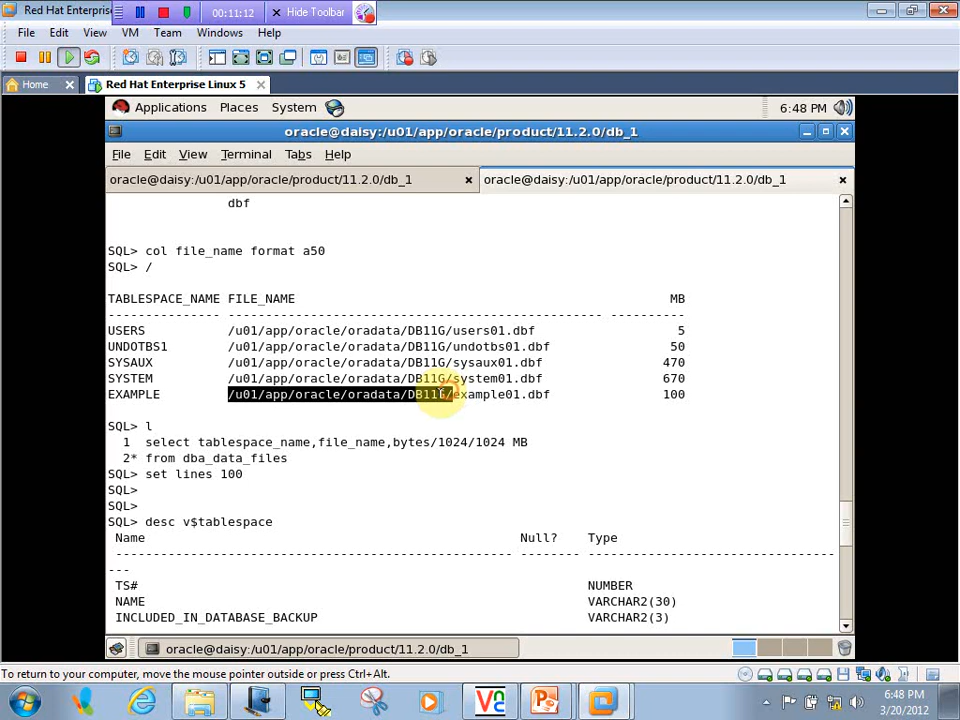 Red Hat Enterprise
00:11:12
Hide Toolbar
File Edit View VM Team Windows Help
Home
Red Hat Enterprise Linux 5
Applications Places System
6:48 PM
oracle@daisy:/u01/app/oracle/product/11.2.0/db_1
File Edit View Terminal Tabs Help
oracle@daisy:/u01/app/oracle/product/11.2.0/db_1
oracle@daisy:/u01/app/oracle/product/11.2.0/db_1
dbf
SQL> col file_name format a50
SQL> /
TABLESPACE_NAME FILE_NAME MB
--------------- -------------------------------------------------- ----------
USERS /u01/app/oracle/oradata/DB11G/users01.dbf 5
UNDOTBS1 /u01/app/oracle/oradata/DB11G/undotbs01.dbf 50
SYSAUX /u01/app/oracle/oradata/DB11G/sysaux01.dbf 470
SYSTEM /u01/app/oracle/oradata/DB11G/system01.dbf 670
EXAMPLE /u01/app/oracle/oradata/DB11G/example01.dbf 100
SQL> l
1 select tablespace_name,file_name,bytes/1024/1024 MB
2* from dba_data_files
SQL> set lines 100
SQL>
SQL>
SQL> desc v$tablespace
Name Null? Type
----------------------------------------------------- -------- ---------------------------------
---
TS# NUMBER
NAME VARCHAR2(30)
INCLUDED_IN_DATABASE_BACKUP VARCHAR2(3)
oracle@daisy:/u01/app/oracle/product/11.2.0/db_1
To return to your computer, move the mouse pointer outside or press Ctrl+Alt.
6:48 PM
3/20/2012